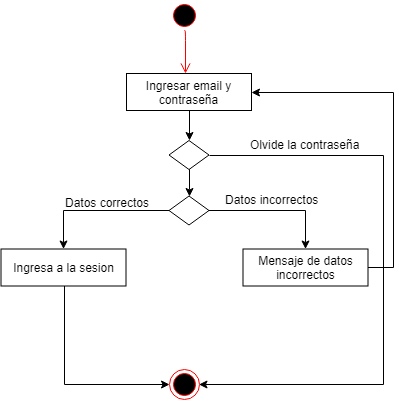 Ingresar email y
contraseña
Olvide la contraseña
Datos correctos
Datos incorrectos
Ingresa a la sesion
Mensaje de datos
incorrectos